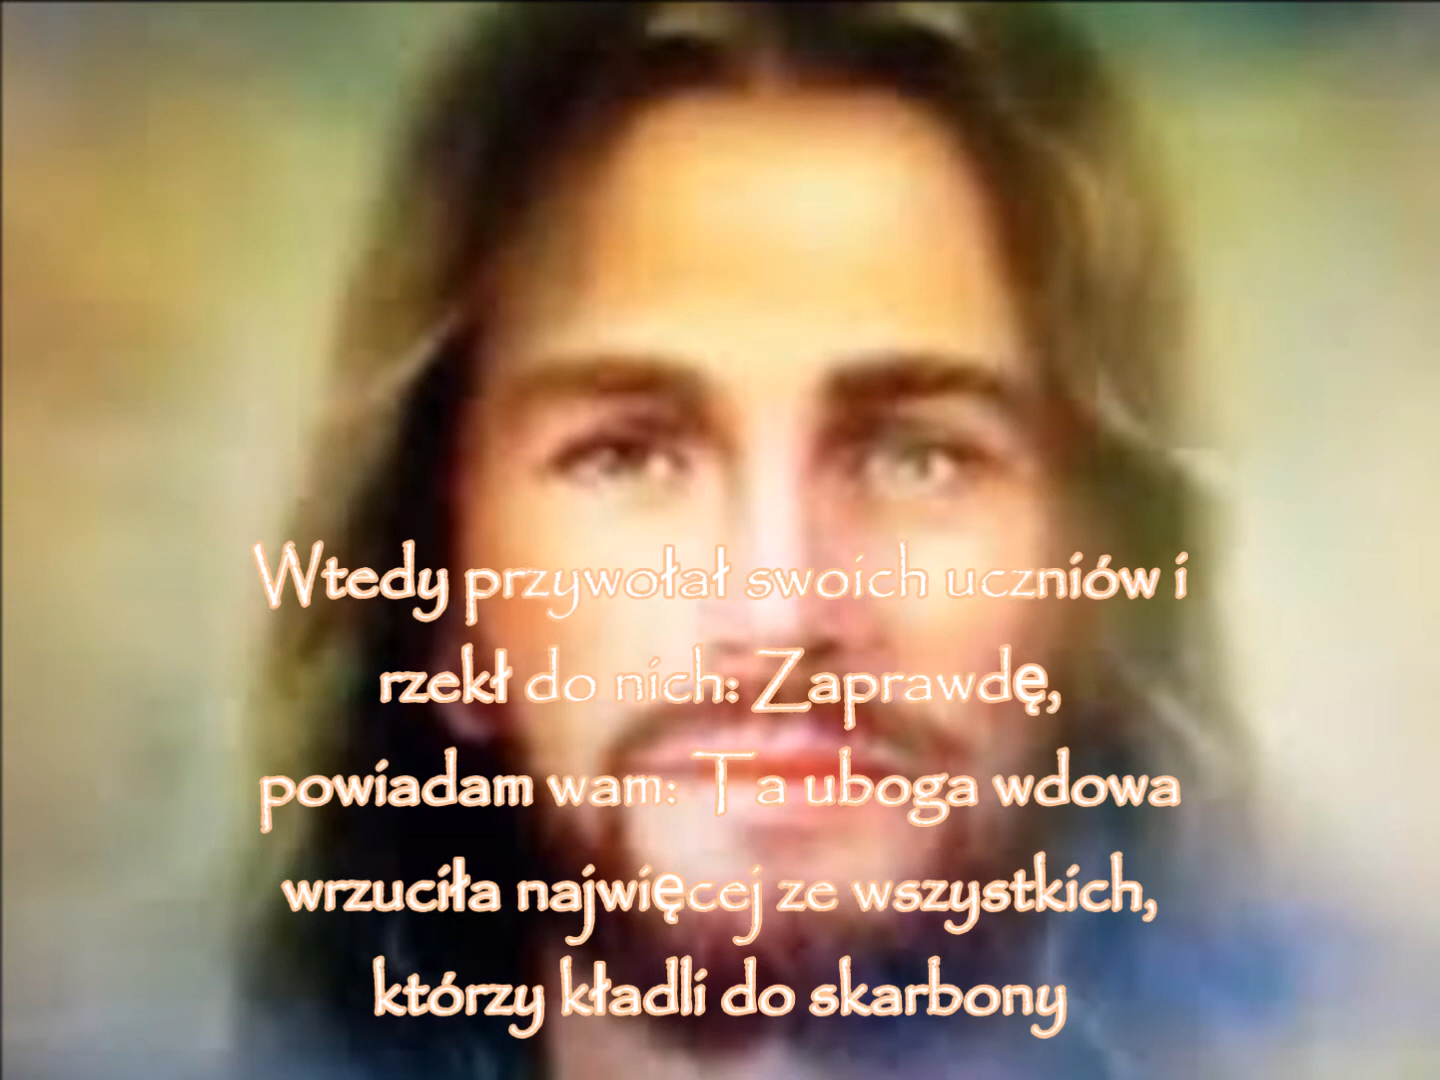 Wtedy przywołał swoich uczniów i
rzekł do nich: Zaprawdę,
powiadam wam: Ta uboga wdowa
wrzuciła najwięcej ze wszystkich,
którzy kładli do skarbony